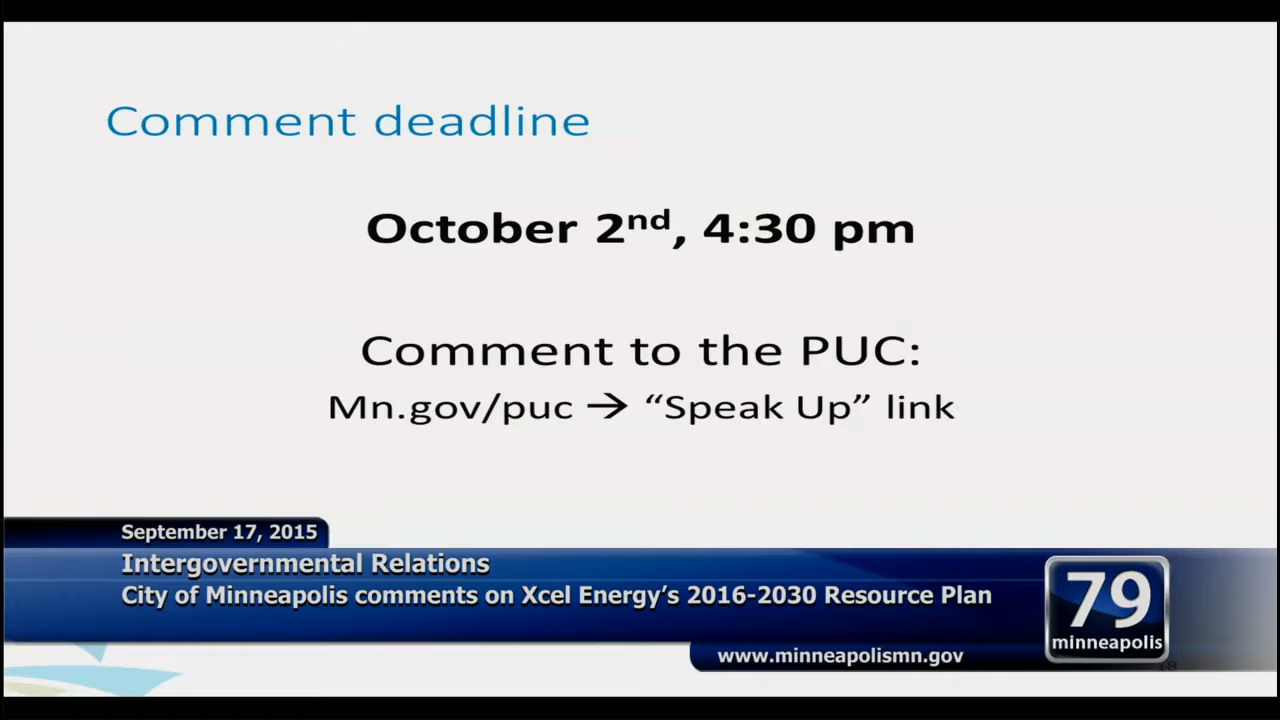 Comment deadline
October 2nd, 4:30 pm
Comment to the PUC:
Mn.gov/puc → “Speak Up” link
September 17, 2015
Intergovernmental Relations
City of Minneapolis comments on Xcel Energy’s 2016-2030 Resource Plan
79
minneapolis
www.minneapolismn.gov
18